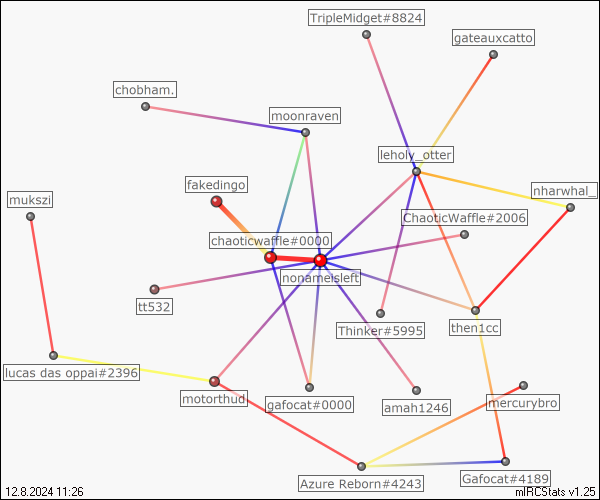 TripleMidget#8824
gateauxcatto
chobham.
moonraven
leholy_otter
fakedingo
nharwhal_
mukszi
ChaoticWaffle#2006
chaoticwaffle#0000
nonameisleft
tt532
Thinker#5995
then1cc
lucas das oppai#2396
motorthud
gafocat#0000
amah1246
mercurybro
Azure Reborn#4243
Gafocat#4189
12.8.2024 11:26
mIRCStats v1.25